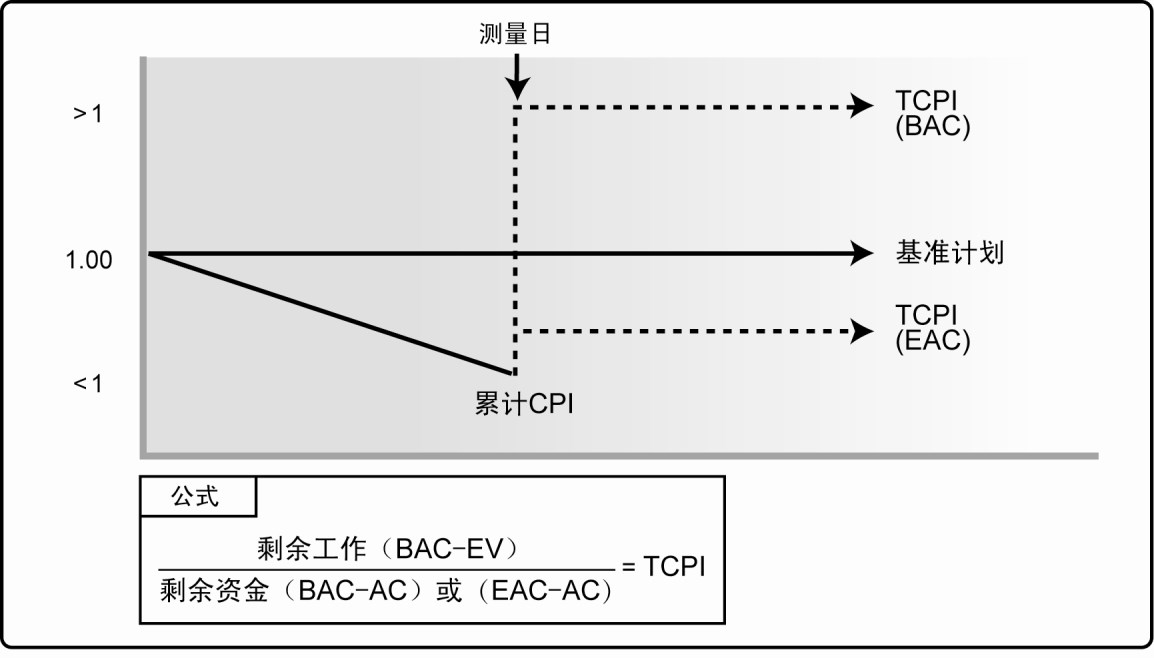 测量日
>1
TCPI
(BAC)
1.00
基准计划
TCPI
(EAC)
<1
累计CPI
公式
剩余工作（BAC-EV）
剩余资金（BAC-AC）或（EAC-AC）
= TCPI